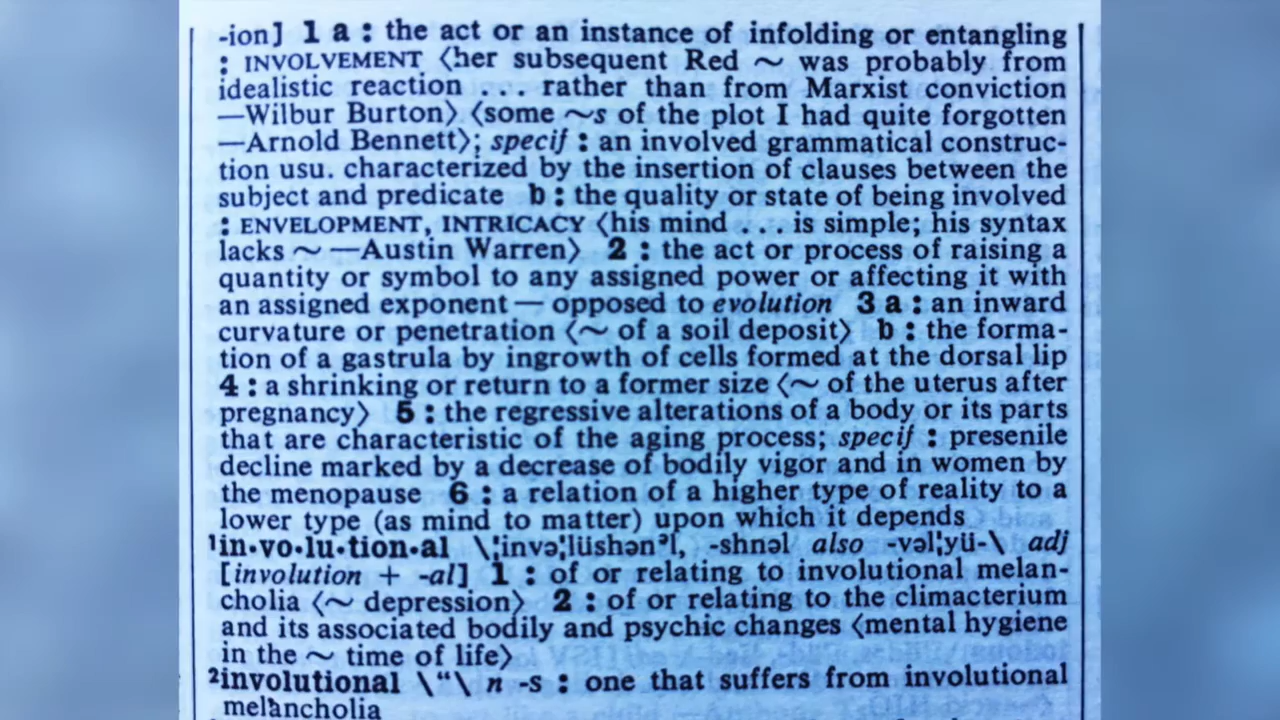 -ion] 1 a : the act or an instance of infolding or entangling
: INVOLVEMENT ⟨her subsequent Red ~ was probably from
idealistic reaction . . . rather than from Marxist conviction
—Wilbur Burton⟩ ⟨some ~s of the plot I had quite forgotten
—Arnold Bennett⟩; specif : an involved grammatical construc-
tion usu. characterized by the insertion of clauses between the
subject and predicate b : the quality or state of being involved
: ENVELOPMENT, INTRICACY ⟨his mind . . . is simple; his syntax
lacks ~ —Austin Warren⟩ 2 : the act or process of raising a
quantity or symbol to any assigned power or affecting it with
an assigned exponent — opposed to evolution 3 a : an inward
curvature or penetration ⟨~ of a soil deposit⟩ b : the forma-
tion of a gastrula by ingrowth of cells formed at the dorsal lip
4 : a shrinking or return to a former size ⟨~ of the uterus after
pregnancy⟩ 5 : the regressive alterations of a body or its parts
that are characteristic of the aging process; specif : presenile
decline marked by a decrease of bodily vigor and in women by
the menopause 6 : a relation of a higher type of reality to a
lower type (as mind to matter) upon which it depends
¹in·vo·lu·tion·al \¦invə¦lüshənᵊl, -shnəl also -vəl¦yü-\ adj
[involution + -al] 1 : of or relating to involutional melan-
cholia ⟨~ depression⟩ 2 : of or relating to the climacterium
and its associated bodily and psychic changes ⟨mental hygiene
in the ~ time of life⟩
²involutional \“\ n -s : one that suffers from involutional
melancholia